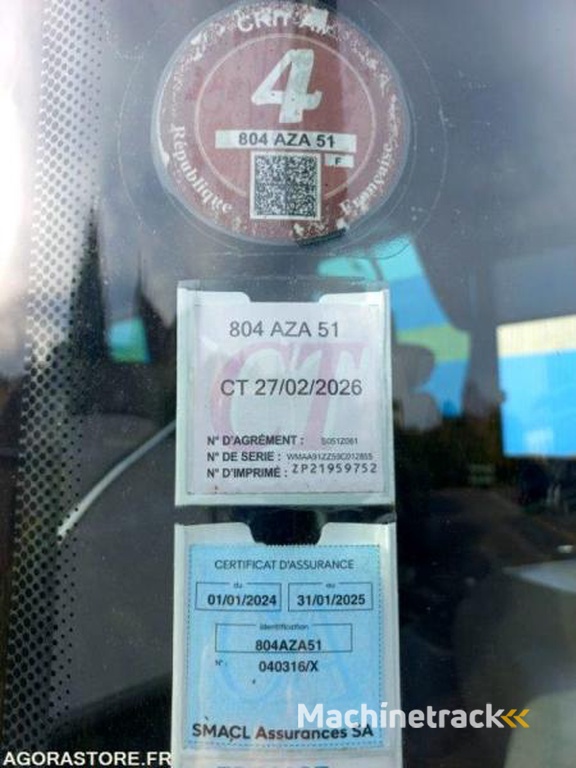 CRIT'AIR
4
804 AZA 51
F
République Française
804 AZA 51
CT 27/02/2026
N° D'AGRÉMENT : S051Z061
N° DE SERIE : WMAA91ZZ59C012855
N° D'IMPRIMÉ : ZP21959752
CERTIFICAT D'ASSURANCE
du au
01/01/2024 31/01/2025
identification
804AZA51
N° : 040316/X
SMACL Assurances SA
Machinetrack
AGORASTORE.FR